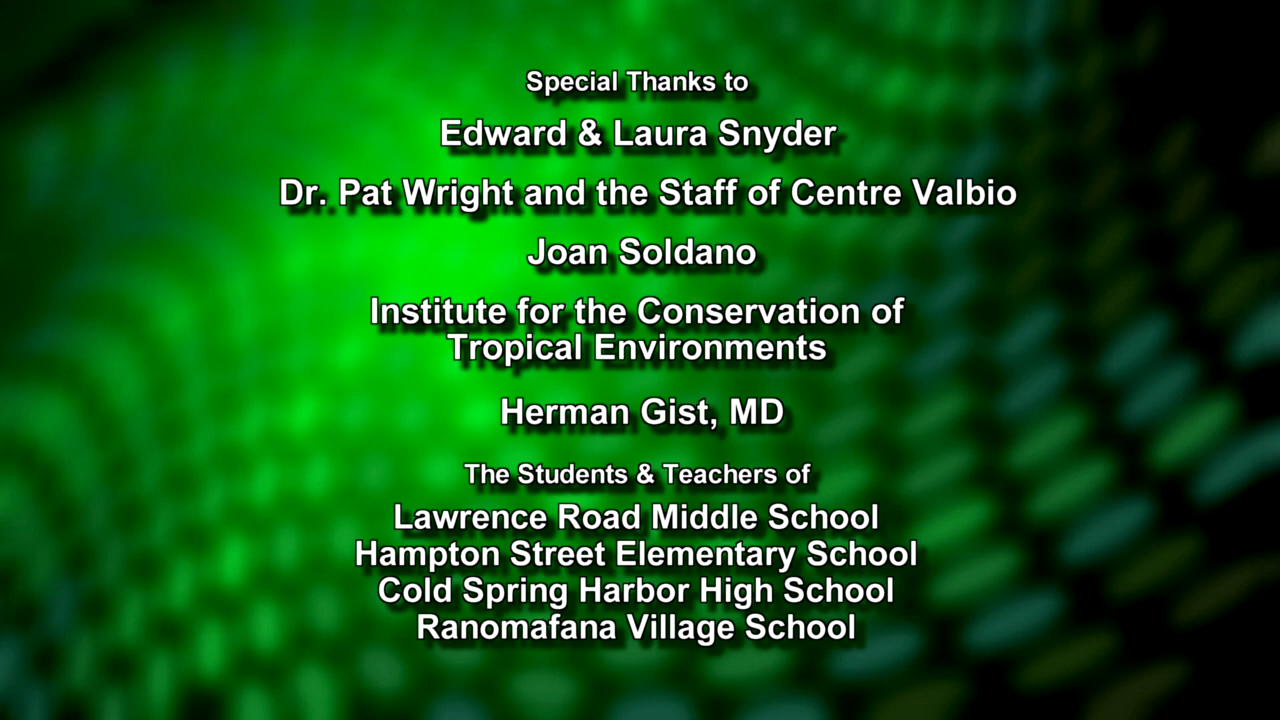 Special Thanks to
Edward & Laura Snyder
Dr. Pat Wright and the Staff of Centre Valbio
Joan Soldano
Institute for the Conservation of
Tropical Environments
Herman Gist, MD
The Students & Teachers of
Lawrence Road Middle School
Hampton Street Elementary School
Cold Spring Harbor High School
Ranomafana Village School